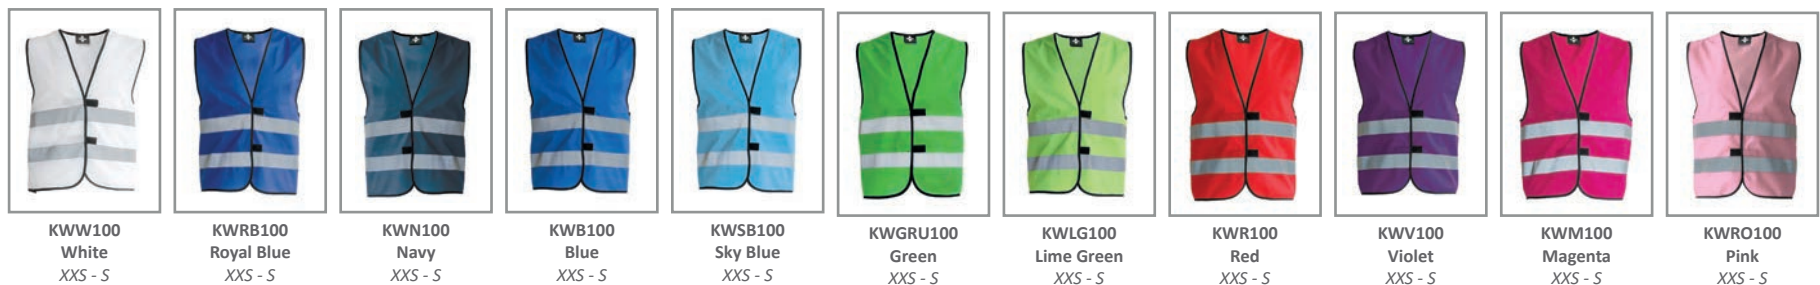 KWW100
White
XXS - S
KWRB100
Royal Blue
XXS - S
KWN100
Navy
XXS - S
KWB100
Blue
XXS - S
KWSB100
Sky Blue
XXS - S
KWGRU100
Green
XXS - S
KWLG100
Lime Green
XXS - S
KWR100
Red
XXS - S
KWV100
Violet
XXS - S
KWM100
Magenta
XXS - S
KWRO100
Pink
XXS - S